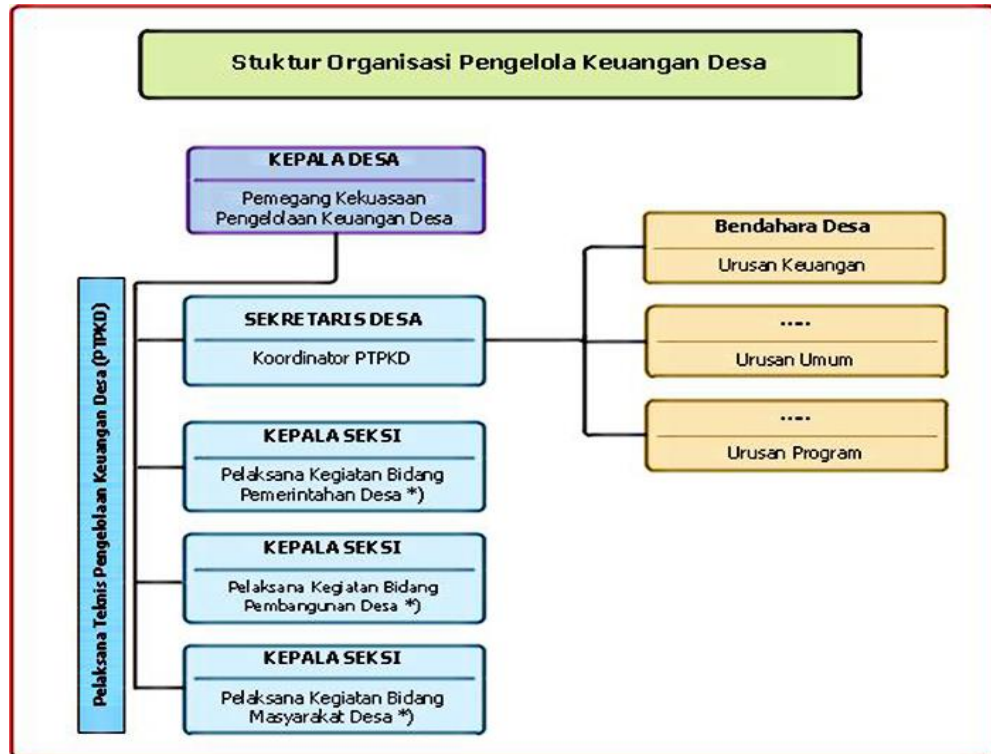 Stuktur Organisasi Pengelola Keuangan Desa
KEPALA DESA
Pemegang Kekuasaan
Pengelolaan Keuangan Desa
Pelaksana Teknis Pengelolaan Keuangan Desa (PTPKD)
SEKRETARIS DESA
Koordinator PTPKD
KEPALA SEKSI
Pelaksana Kegiatan Bidang
Pemerintahan Desa *)
KEPALA SEKSI
Pelaksana Kegiatan Bidang
Pembangunan Desa *)
KEPALA SEKSI
Pelaksana Kegiatan Bidang
Masyarakat Desa *)
Bendahara Desa
Urusan Keuangan
.....
Urusan Umum
.....
Urusan Program